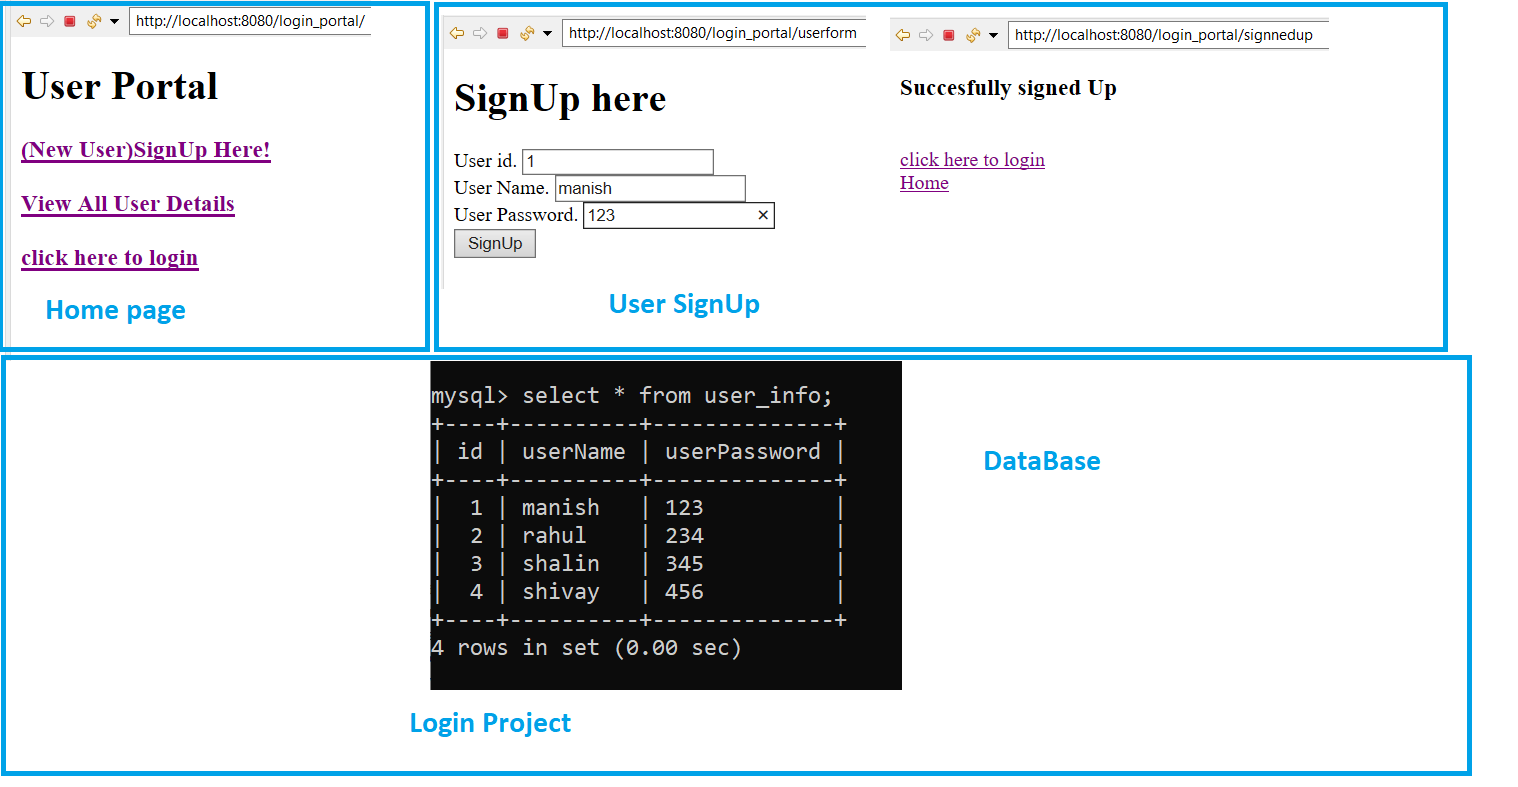 http://localhost:8080/login_portal/
User Portal
(New User)SignUp Here!
View All User Details
click here to login
Home page
http://localhost:8080/login_portal/userform
SignUp here
User id. 1
User Name. manish
User Password. 123 ×
SignUp
http://localhost:8080/login_portal/signnedup
Succesfully signed Up
click here to login
Home
User SignUp
mysql> select * from user_info;
+----+----------+--------------+
| id | userName | userPassword |
+----+----------+--------------+
| 1 | manish | 123 |
| 2 | rahul | 234 |
| 3 | shalin | 345 |
| 4 | shivay | 456 |
+----+----------+--------------+
4 rows in set (0.00 sec)
DataBase
Login Project